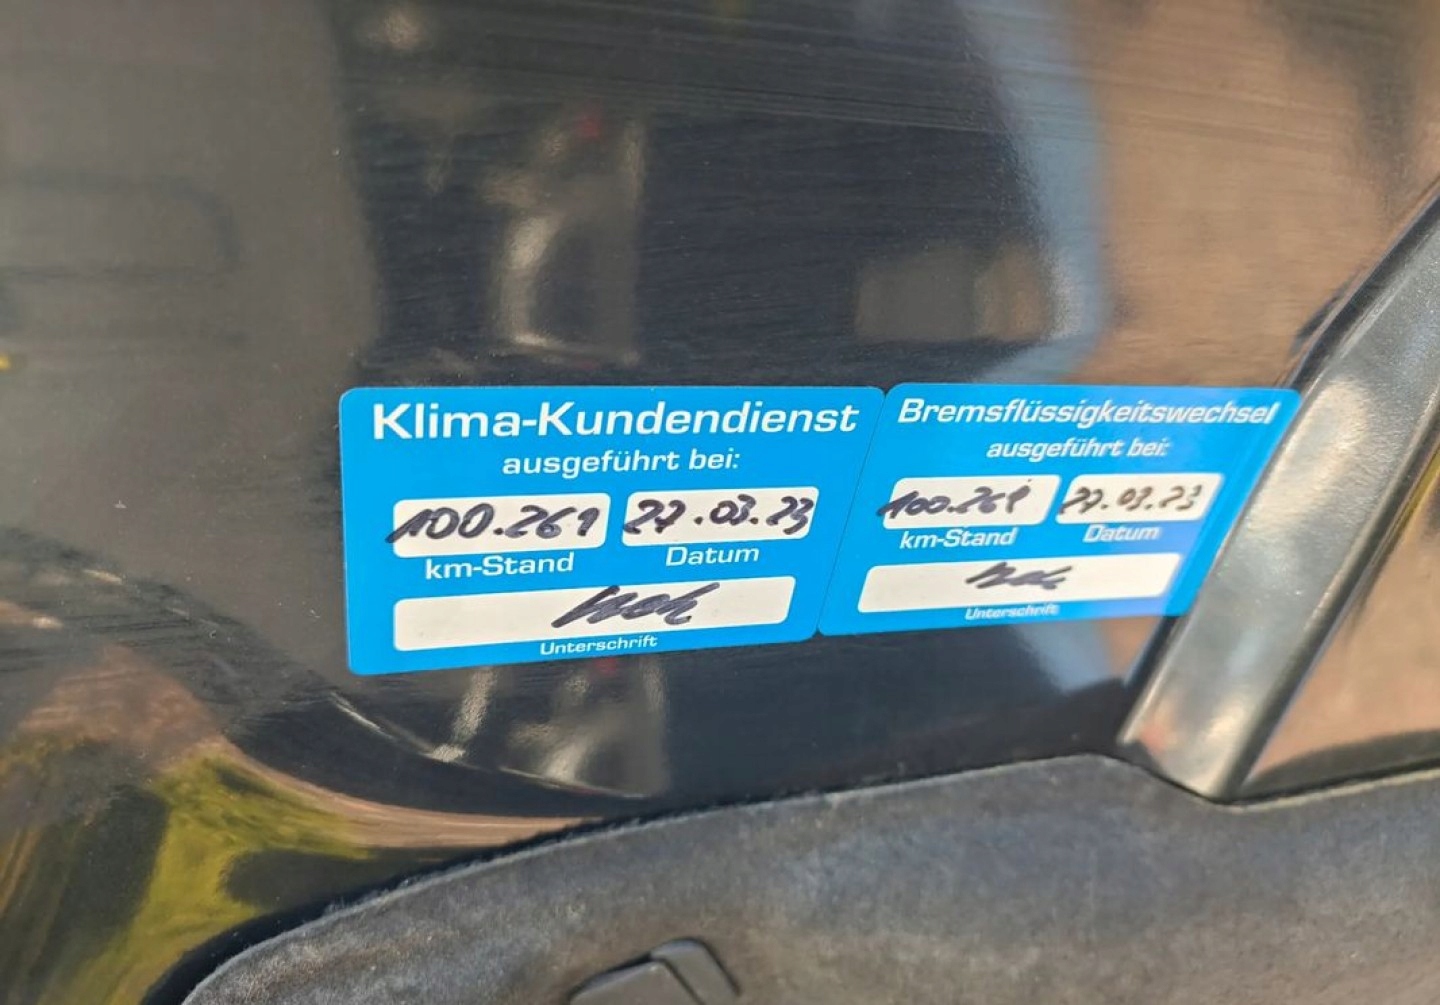 Klima-Kundendienst
ausgeführt bei:
100.261 27.03.23
km-Stand Datum
Unterschrift
Bremsflüssigkeitswechsel
ausgeführt bei:
100.261 27.03.23
km-Stand Datum
Unterschrift